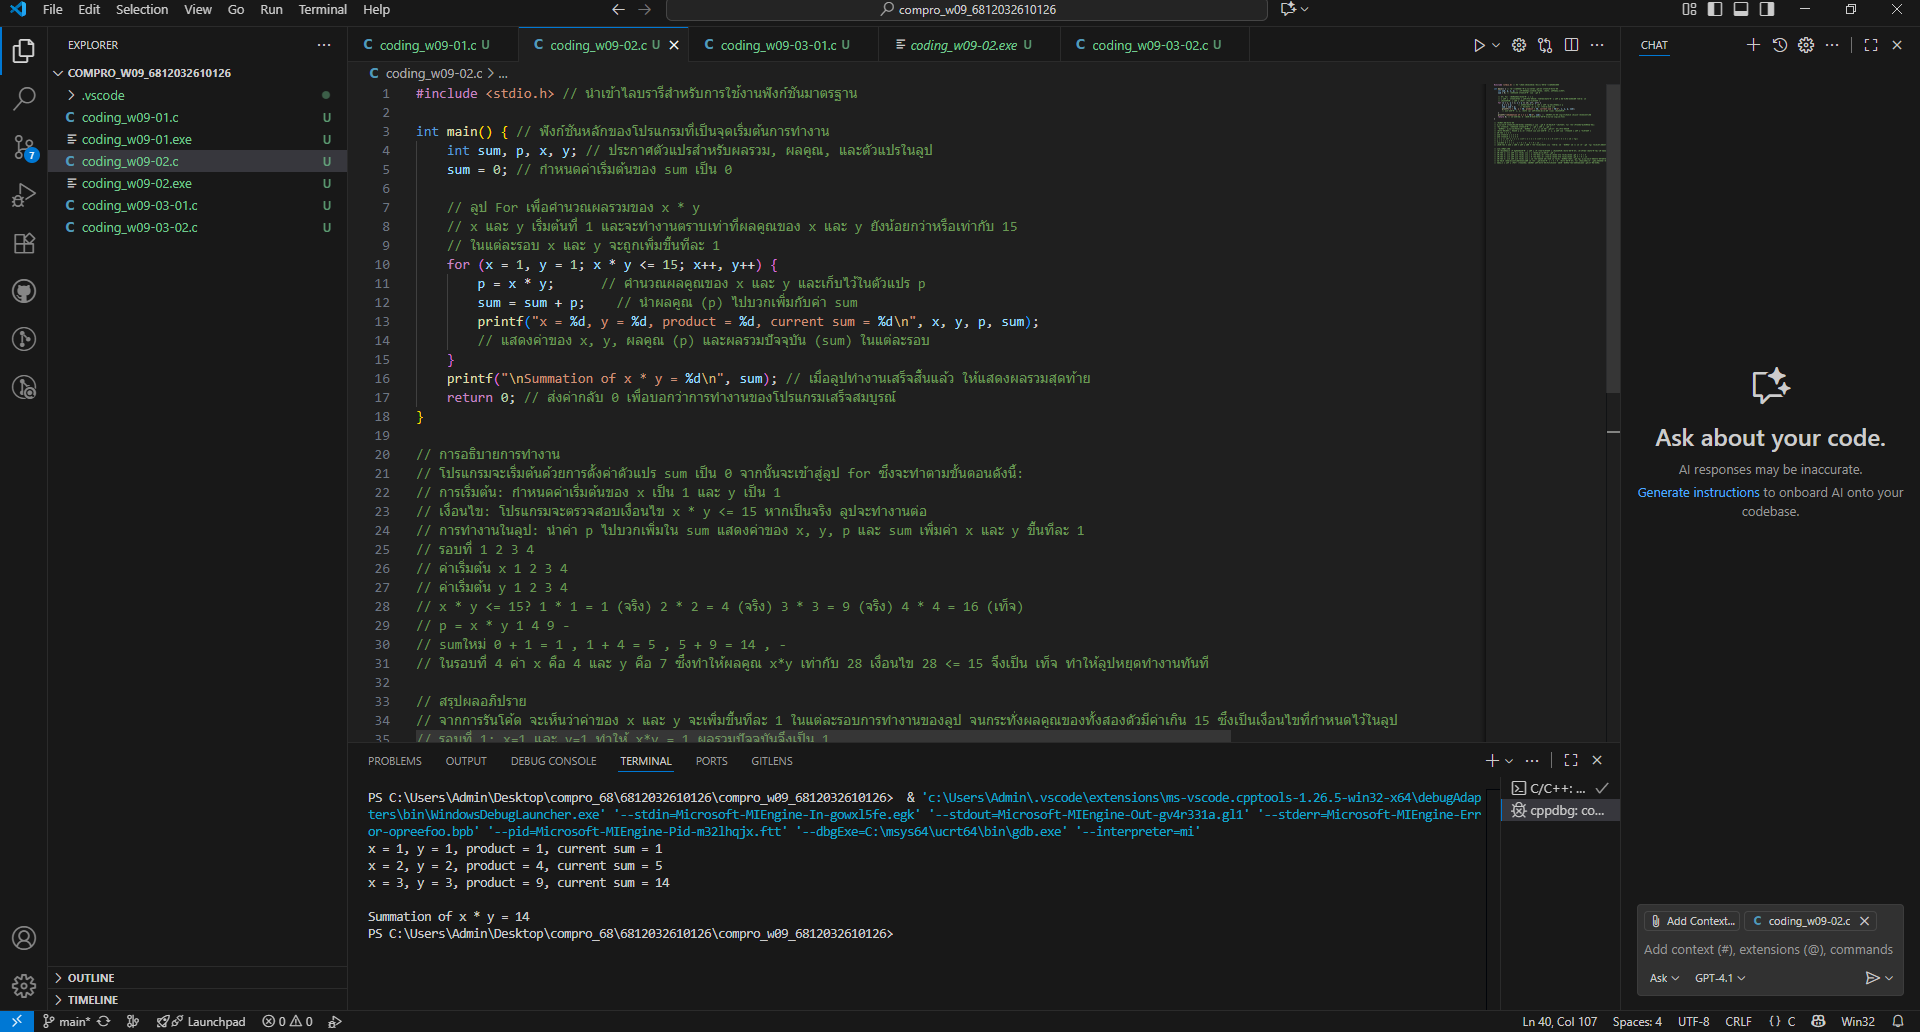 File Edit Selection View Go Run Terminal Help
compro_w09_6812032610126
EXPLORER
COMPRO_W09_6812032610126
.vscode
coding_w09-01.c U
coding_w09-01.exe U
coding_w09-02.c U
coding_w09-02.exe U
coding_w09-03-01.c U
coding_w09-03-02.c U
OUTLINE
TIMELINE
7
coding_w09-01.c U
coding_w09-02.c U
coding_w09-03-01.c U
coding_w09-02.exe U
coding_w09-03-02.c U
coding_w09-02.c > ...
1 #include <stdio.h> // นำเข้าไลบรารีสำหรับการใช้งานฟังก์ชันมาตรฐาน
2
3 int main() { // ฟังก์ชันหลักของโปรแกรมที่เป็นจุดเริ่มต้นการทำงาน
4 int sum, p, x, y; // ประกาศตัวแปรสำหรับผลรวม, ผลคูณ, และตัวแปรในลูป
5 sum = 0; // กำหนดค่าเริ่มต้นของ sum เป็น 0
6
7 // ลูป For เพื่อคำนวณผลรวมของ x * y
8 // x และ y เริ่มต้นที่ 1 และจะทำงานตราบเท่าที่ผลคูณของ x และ y ยังน้อยกว่าหรือเท่ากับ 15
9 // ในแต่ละรอบ x และ y จะถูกเพิ่มขึ้นทีละ 1
10 for (x = 1, y = 1; x * y <= 15; x++, y++) {
11 p = x * y; // คำนวณผลคูณของ x และ y และเก็บไว้ในตัวแปร p
12 sum = sum + p; // นำผลคูณ (p) ไปบวกเพิ่มกับค่า sum
13 printf("x = %d, y = %d, product = %d, current sum = %d\n", x, y, p, sum);
14 // แสดงค่าของ x, y, ผลคูณ (p) และผลรวมปัจจุบัน (sum) ในแต่ละรอบ
15 }
16 printf("\nSummation of x * y = %d\n", sum); // เมื่อลูปทำงานเสร็จสิ้นแล้ว ให้แสดงผลรวมสุดท้าย
17 return 0; // ส่งค่ากลับ 0 เพื่อบอกว่าการทำงานของโปรแกรมเสร็จสมบูรณ์
18 }
19
20 // การอธิบายการทำงาน
21 // โปรแกรมจะเริ่มต้นด้วยการตั้งค่าตัวแปร sum เป็น 0 จากนั้นจะเข้าสู่ลูป for ซึ่งจะทำตามขั้นตอนดังนี้:
22 // การเริ่มต้น: กำหนดค่าเริ่มต้นของ x เป็น 1 และ y เป็น 1
23 // เงื่อนไข: โปรแกรมจะตรวจสอบเงื่อนไข x * y <= 15 หากเป็นจริง ลูปจะทำงานต่อ
24 // การทำงานในลูป: นำค่า p ไปบวกเพิ่มใน sum แสดงค่าของ x, y, p และ sum เพิ่มค่า x และ y ขึ้นทีละ 1
25 // รอบที่ 1 2 3 4
26 // ค่าเริ่มต้น x 1 2 3 4
27 // ค่าเริ่มต้น y 1 2 3 4
28 // x * y <= 15? 1 * 1 = 1 (จริง) 2 * 2 = 4 (จริง) 3 * 3 = 9 (จริง) 4 * 4 = 16 (เท็จ)
29 // p = x * y 1 4 9 -
30 // sumใหม่ 0 + 1 = 1 , 1 + 4 = 5 , 5 + 9 = 14 , -
31 // ในรอบที่ 4 ค่า x คือ 4 และ y คือ 7 ซึ่งทำให้ผลคูณ x*y เท่ากับ 28 เงื่อนไข 28 <= 15 จึงเป็น เท็จ ทำให้ลูปหยุดทำงานทันที
32
33 // สรุปผลอภิปราย
34 // จากการรันโค้ด จะเห็นว่าค่าของ x และ y จะเพิ่มขึ้นทีละ 1 ในแต่ละรอบการทำงานของลูป จนกระทั่งผลคูณของทั้งสองตัวมีค่าเกิน 15 ซึ่งเป็นเงื่อนไขที่กำหนดไว้ในลูป
35 // รอบที่ 1: x=1 และ y=1 ทำให้ x*y = 1 ผลรวมปัจจุบันจึงเป็น 1
PROBLEMS OUTPUT DEBUG CONSOLE TERMINAL PORTS GITLENS
PS C:\Users\Admin\Desktop\compro_68\6812032610126\compro_w09_6812032610126> & 'c:\Users\Admin\.vscode\extensions\ms-vscode.cpptools-1.26.5-win32-x64\debugAdap
ters\bin\WindowsDebugLauncher.exe' '--stdin=Microsoft-MIEngine-In-gowxl5fe.egk' '--stdout=Microsoft-MIEngine-Out-gv4r331a.gl1' '--stderr=Microsoft-MIEngine-Err
or-opreefoo.bpb' '--pid=Microsoft-MIEngine-Pid-m32lhqjx.ftt' '--dbgExe=C:\msys64\ucrt64\bin\gdb.exe' '--interpreter=mi'
x = 1, y = 1, product = 1, current sum = 1
x = 2, y = 2, product = 4, current sum = 5
x = 3, y = 3, product = 9, current sum = 14
Summation of x * y = 14
PS C:\Users\Admin\Desktop\compro_68\6812032610126\compro_w09_6812032610126>
C/C++: ...
cppdbg: co...
CHAT
Ask about your code.
AI responses may be inaccurate.
Generate instructions to onboard AI onto your
codebase.
Add Context... coding_w09-02.c
Add context (#), extensions (@), commands
Ask GPT-4.1
main* Launchpad 0 0
Ln 40, Col 107 Spaces: 4 UTF-8 CRLF {} C Win32